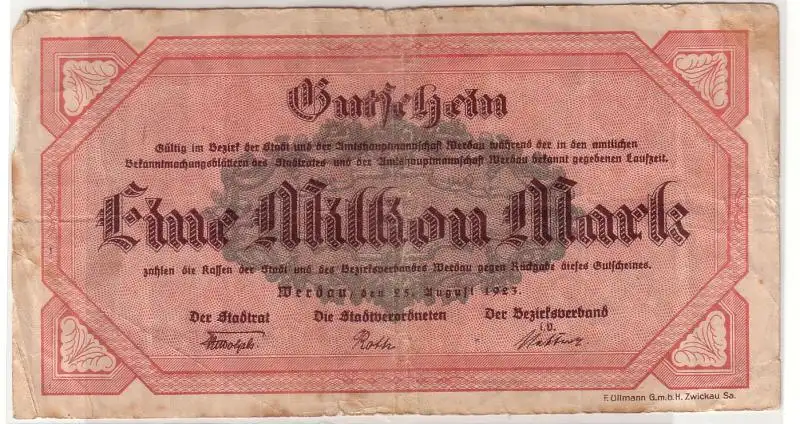 Gutschein
Gültig im Bezirk der Stadt und der Amtshauptmannschaft Werdau während der in den amtlichen
Bekanntmachungsblättern des Stadtrates und der Amtshauptmannschaft Werdau bekannt gegebenen Laufzeit.
Eine Million Mark
zahlen die Kassen der Stadt und des Bezirksverbandes Werdau gegen Rückgabe dieses Gutscheines.
Werdau, den 25. August 1923.
Der Stadtrat Die Stadtverordneten Der Bezirksverband
i.V.
Roth
F. Ullmann G.m.b.H. Zwickau Sa.